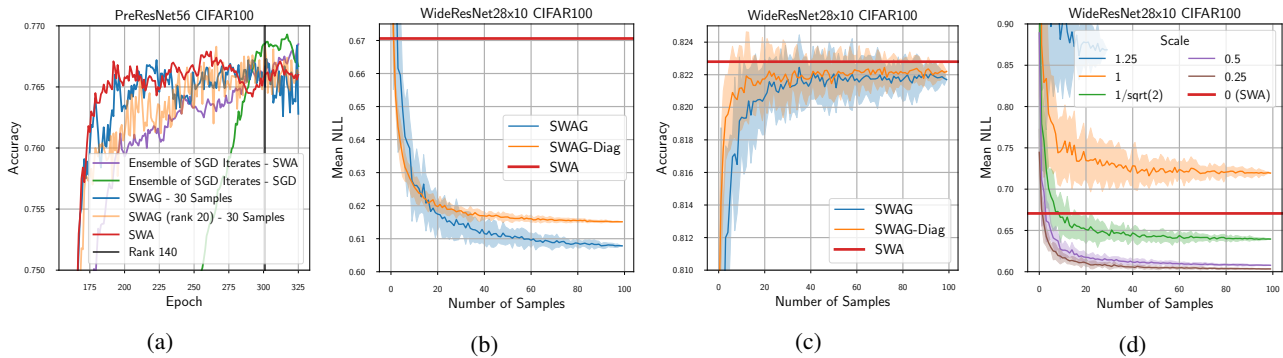 PreResNet56 CIFAR100
0.770
0.765
0.760
0.755
0.750
Accuracy
Ensemble of SGD Iterates - SWA
Ensemble of SGD Iterates - SGD
SWAG - 30 Samples
SWAG (rank 20) - 30 Samples
SWA
Rank 140
175 200 225 250 275 300 325
Epoch
(a)
WideResNet28x10 CIFAR100
0.67
0.66
0.65
0.64
0.63
0.62
0.61
0.60
Mean NLL
SWAG
SWAG-Diag
SWA
0 20 40 60 80 100
Number of Samples
(b)
WideResNet28x10 CIFAR100
0.824
0.822
0.820
0.818
0.816
0.814
0.812
0.810
Accuracy
SWAG
SWAG-Diag
SWA
0 20 40 60 80 100
Number of Samples
(c)
WideResNet28x10 CIFAR100
0.90
0.85
0.80
0.75
0.70
0.65
0.60
Mean NLL
Scale
1.25
1
1/sqrt(2)
0.5
0.25
0 (SWA)
0 20 40 60 80 100
Number of Samples
(d)